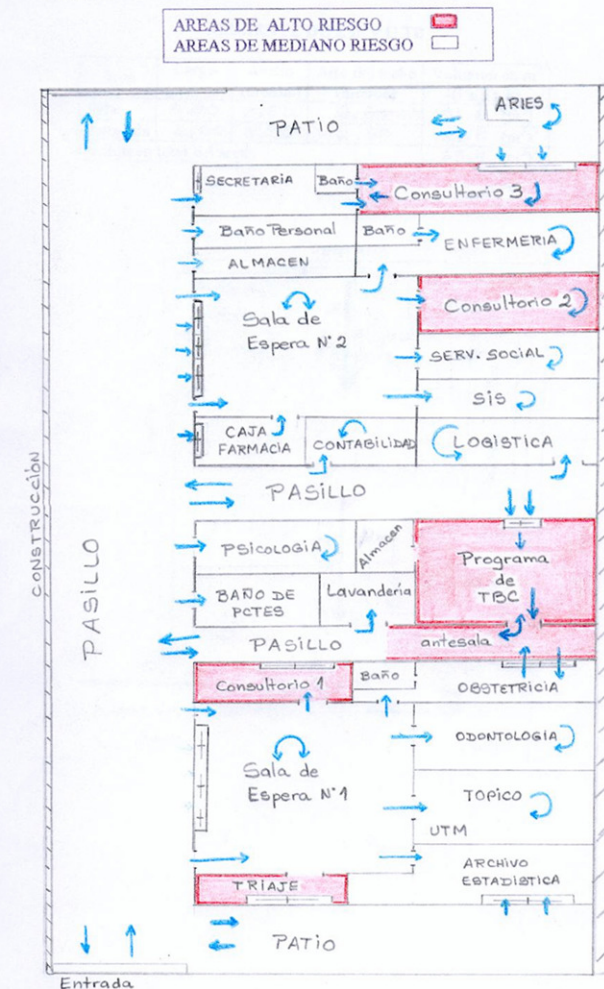 AREAS DE ALTO RIESGO
AREAS DE MEDIANO RIESGO
ARIES
PATIO
SECRETARIA
Baño
Consultorio 3
Baño Personal
Baño
ENFERMERIA
ALMACEN
Sala de
Espera N°2
Consultorio 2
SERV. SOCIAL
SIS
CAJA
FARMACIA
CONTABILIDAD
LOGISTICA
PASILLO
CONSTRUCCIÓN
PASILLO
PSICOLOGIA
Almacen
Programa
de
TBC
BAÑO DE
PCTES
Lavandería
PASILLO
antesala
Consultorio 1
Baño
OBSTETRICIA
Sala de
Espera N°1
ODONTOLOGIA
TOPICO
UTM
ARCHIVO
ESTADISTICA
TRIAJE
PATIO
Entrada